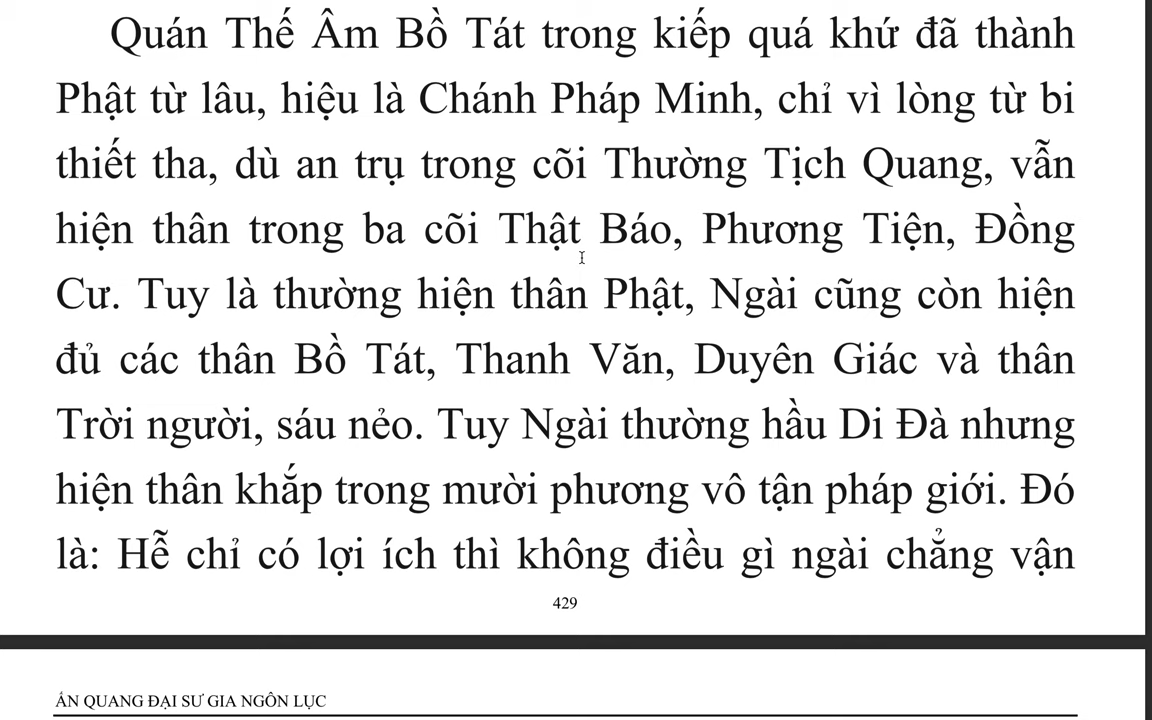 Quán Thế Âm Bồ Tát trong kiếp quá khứ đã thành
Phật từ lâu, hiệu là Chánh Pháp Minh, chỉ vì lòng từ bi
thiết tha, dù an trụ trong cõi Thường Tịch Quang, vẫn
hiện thân trong ba cõi Thật Báo, Phương Tiện, Đồng
Cư. Tuy là thường hiện thân Phật, Ngài cũng còn hiện
đủ các thân Bồ Tát, Thanh Văn, Duyên Giác và thân
Trời người, sáu nẻo. Tuy Ngài thường hầu Di Đà nhưng
hiện thân khắp trong mười phương vô tận pháp giới. Đó
là: Hễ chỉ có lợi ích thì không điều gì ngài chẳng vận
429
ẤN QUANG ĐẠI SƯ GIA NGÔN LỤC